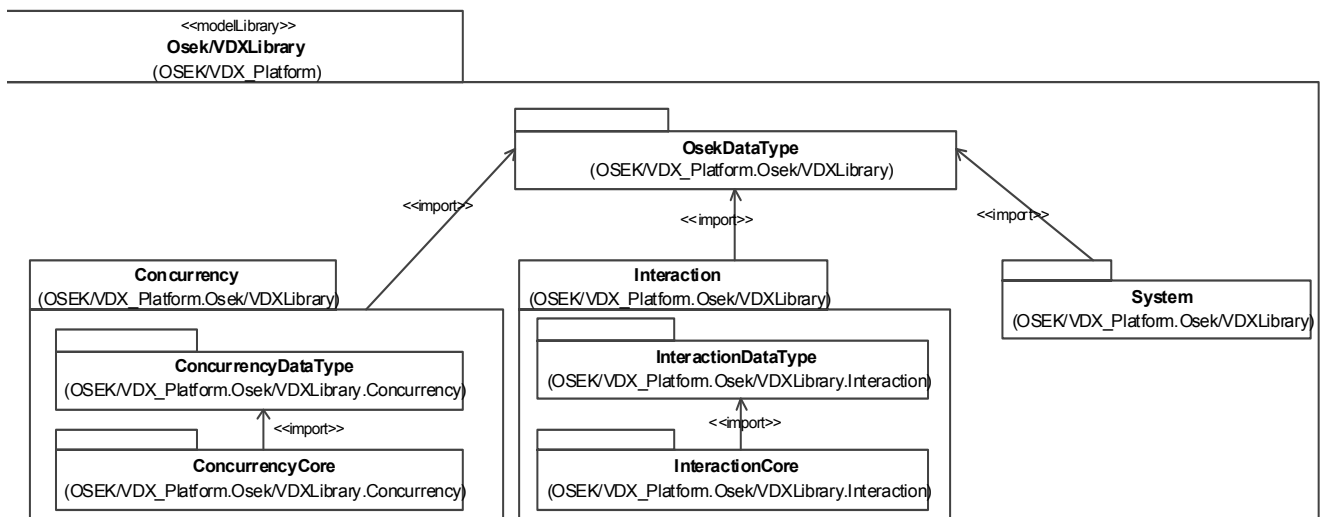 <<modelLibrary>>
Osek/VDXLibrary
(OSEK/VDX_Platform)
OsekDataType
(OSEK/VDX_Platform.Osek/VDXLibrary)
<<import>>
<<import>>
<<import>>
Concurrency
(OSEK/VDX_Platform.Osek/VDXLibrary)
Interaction
(OSEK/VDX_Platform.Osek/VDXLibrary)
System
(OSEK/VDX_Platform.Osek/VDXLibrary)
ConcurrencyDataType
(OSEK/VDX_Platform.Osek/VDXLibrary.Concurrency)
<<import>>
ConcurrencyCore
(OSEK/VDX_Platform.Osek/VDXLibrary.Concurrency)
InteractionDataType
(OSEK/VDX_Platform.Osek/VDXLibrary.Interaction)
<<import>>
InteractionCore
(OSEK/VDX_Platform.Osek/VDXLibrary.Interaction)